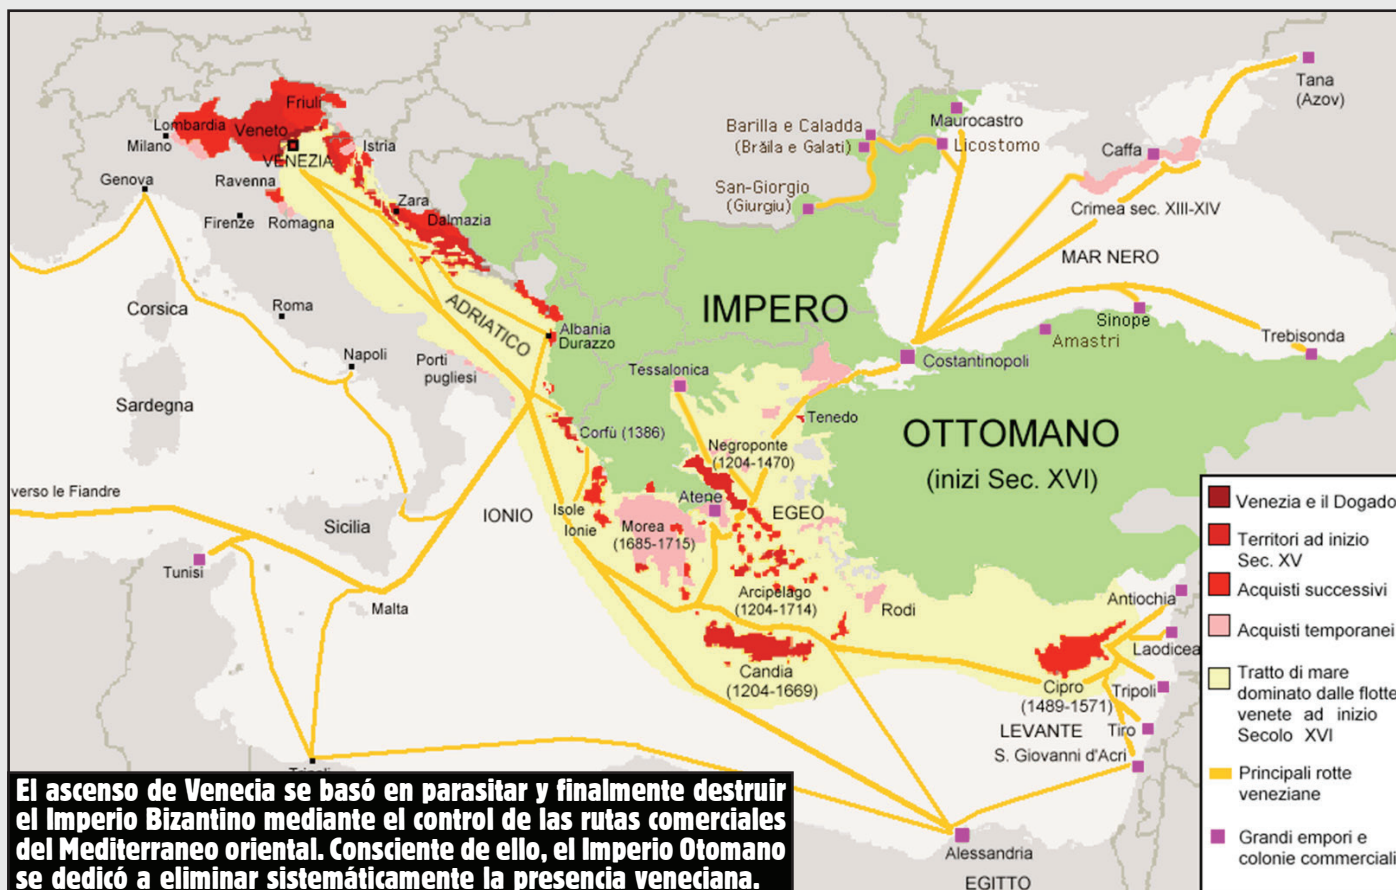 Friuli
Lombardia
Veneto
Milano
VENEZIA
Istria
Genova
Ravenna
Zara
Firenze
Romagna
Dalmazia
Corsica
Roma
ADRIATICO
Albania
Durazzo
Napoli
Porti
pugliesi
Sardegna
Corfù (1386)
verso le Fiandre
Sicilia
IONIO
Isole
Ionie
Tunisi
Malta
Barilla e Caladda
(Brăila e Galati)
San-Giorgio
(Giurgiu)
Maurocastro
Licostomo
Tana
(Azov)
Caffa
Crimea sec. XIII-XIV
MAR NERO
IMPERO
Sinope
Amastri
Trebisonda
Costantinopoli
Tessalonica
Tenedo
OTTOMANO
(inizi Sec. XVI)
Negroponte
(1204-1470)
Atene
EGEO
Morea
(1685-1715)
Arcipelago
(1204-1714)
Rodi
Candia
(1204-1669)
Antiochia
Laodicea
Cipro
(1489-1571)
Tripoli
LEVANTE
Tiro
S. Giovanni d'Acri
Alessandria
EGITTO
Venezia e il Dogado
Territori ad inizio
Sec. XV
Acquisti successivi
Acquisti temporanei
Tratto di mare
dominato dalle flotte
venete ad inizio
Secolo XVI
Principali rotte
veneziane
Grandi empori e
colonie commerciali
El ascenso de Venecia se basó en parasitar y finalmente destruir
el Imperio Bizantino mediante el control de las rutas comerciales
del Mediterraneo oriental. Consciente de ello, el Imperio Otomano
se dedicó a eliminar sistemáticamente la presencia veneciana.